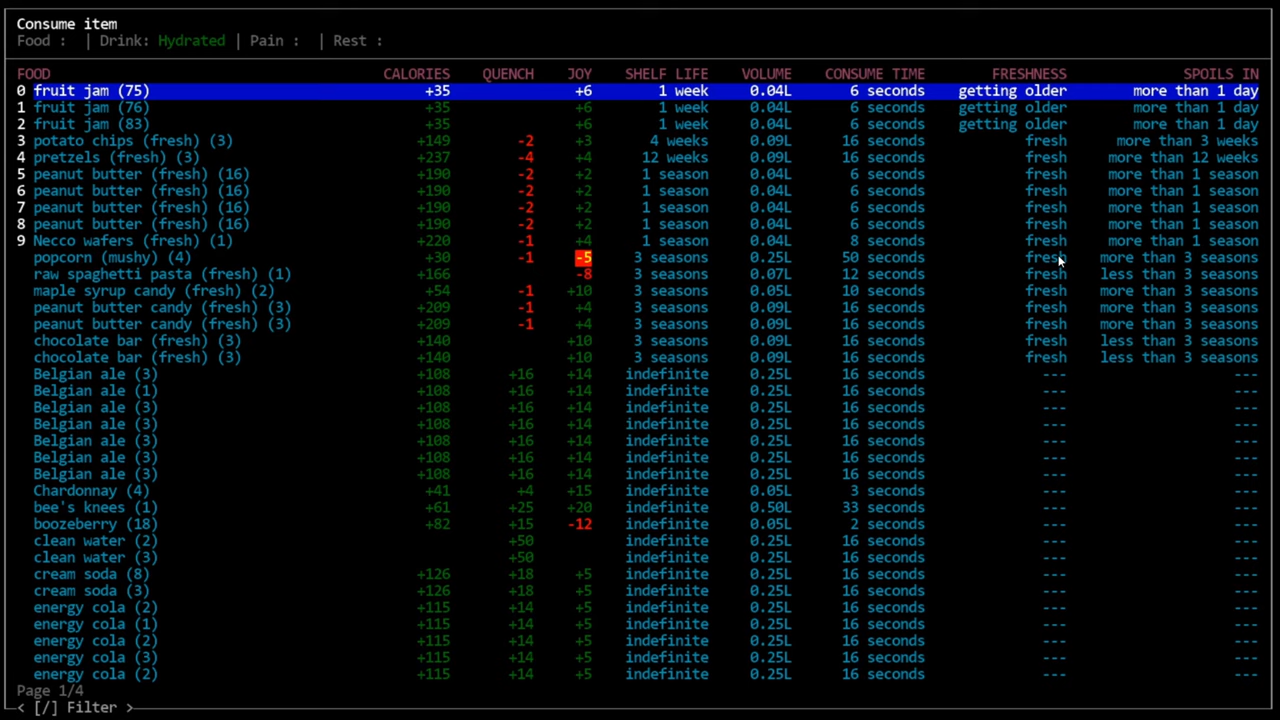 Consume item
Food : | Drink: Hydrated | Pain : | Rest :
FOOD CALORIES QUENCH JOY SHELF LIFE VOLUME CONSUME TIME FRESHNESS SPOILS IN
0 fruit jam (75) +35 +6 1 week 0.04L 6 seconds getting older more than 1 day
1 fruit jam (76) +35 +6 1 week 0.04L 6 seconds getting older more than 1 day
2 fruit jam (83) +35 +6 1 week 0.04L 6 seconds getting older more than 1 day
3 potato chips (fresh) (3) +149 -2 +3 4 weeks 0.09L 16 seconds fresh more than 3 weeks
4 pretzels (fresh) (3) +237 -4 +4 12 weeks 0.09L 16 seconds fresh more than 12 weeks
5 peanut butter (fresh) (16) +190 -2 +2 1 season 0.04L 6 seconds fresh more than 1 season
6 peanut butter (fresh) (16) +190 -2 +2 1 season 0.04L 6 seconds fresh more than 1 season
7 peanut butter (fresh) (16) +190 -2 +2 1 season 0.04L 6 seconds fresh more than 1 season
8 peanut butter (fresh) (16) +190 -2 +2 1 season 0.04L 6 seconds fresh more than 1 season
9 Necco wafers (fresh) (1) +220 -1 +4 1 season 0.04L 8 seconds fresh more than 1 season
popcorn (mushy) (4) +30 -1 -5 3 seasons 0.25L 50 seconds fresh more than 3 seasons
raw spaghetti pasta (fresh) (1) +166 -8 3 seasons 0.07L 12 seconds fresh less than 3 seasons
maple syrup candy (fresh) (2) +54 -1 +10 3 seasons 0.05L 10 seconds fresh more than 3 seasons
peanut butter candy (fresh) (3) +209 -1 +4 3 seasons 0.09L 16 seconds fresh more than 3 seasons
peanut butter candy (fresh) (3) +209 -1 +4 3 seasons 0.09L 16 seconds fresh more than 3 seasons
chocolate bar (fresh) (3) +140 +10 3 seasons 0.09L 16 seconds fresh less than 3 seasons
chocolate bar (fresh) (3) +140 +10 3 seasons 0.09L 16 seconds fresh less than 3 seasons
Belgian ale (3) +108 +16 +14 indefinite 0.25L 16 seconds --- ---
Belgian ale (1) +108 +16 +14 indefinite 0.25L 16 seconds --- ---
Belgian ale (3) +108 +16 +14 indefinite 0.25L 16 seconds --- ---
Belgian ale (3) +108 +16 +14 indefinite 0.25L 16 seconds --- ---
Belgian ale (3) +108 +16 +14 indefinite 0.25L 16 seconds --- ---
Belgian ale (3) +108 +16 +14 indefinite 0.25L 16 seconds --- ---
Belgian ale (3) +108 +16 +14 indefinite 0.25L 16 seconds --- ---
Chardonnay (4) +41 +4 +15 indefinite 0.05L 3 seconds --- ---
bee's knees (1) +61 +25 +20 indefinite 0.50L 33 seconds --- ---
boozeberry (18) +82 +15 -12 indefinite 0.05L 2 seconds --- ---
clean water (2) +50 indefinite 0.25L 16 seconds --- ---
clean water (3) +50 indefinite 0.25L 16 seconds --- ---
cream soda (8) +126 +18 +5 indefinite 0.25L 16 seconds --- ---
cream soda (3) +126 +18 +5 indefinite 0.25L 16 seconds --- ---
energy cola (2) +115 +14 +5 indefinite 0.25L 16 seconds --- ---
energy cola (1) +115 +14 +5 indefinite 0.25L 16 seconds --- ---
energy cola (2) +115 +14 +5 indefinite 0.25L 16 seconds --- ---
energy cola (3) +115 +14 +5 indefinite 0.25L 16 seconds --- ---
energy cola (2) +115 +14 +5 indefinite 0.25L 16 seconds --- ---
Page 1/4
< [/] Filter >